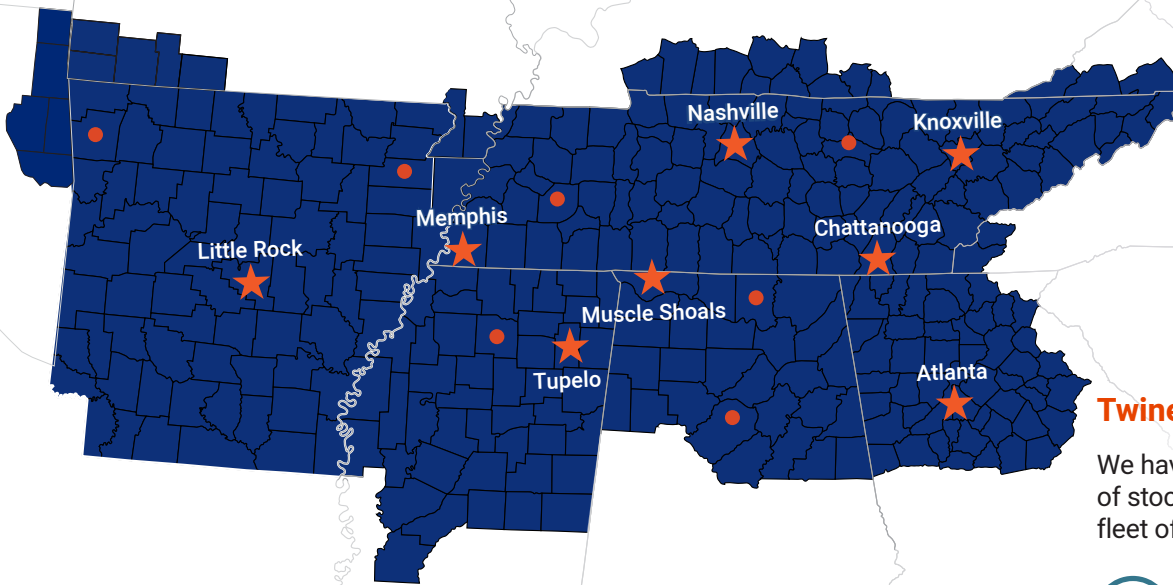 Nashville
Knoxville
Memphis
Chattanooga
Little Rock
Muscle Shoals
Tupelo
Atlanta
Twine
We hav
of stoc
fleet of